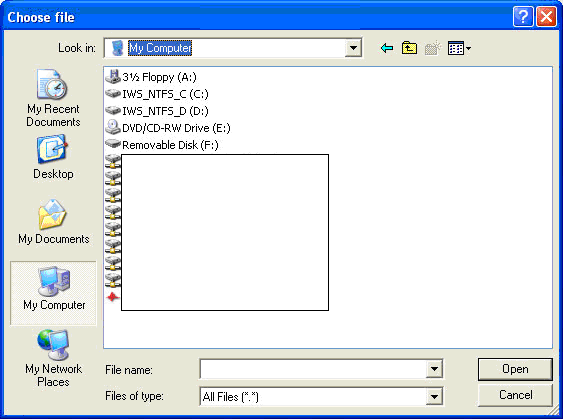 Choose file
Look in: My Computer
3½ Floppy (A:)
IWS_NTFS_C (C:)
IWS_NTFS_D (D:)
DVD/CD-RW Drive (E:)
Removable Disk (F:)
My Recent
Documents
Desktop
My Documents
My Computer
My Network
Places
File name:
Open
Files of type: All Files (*.*)
Cancel